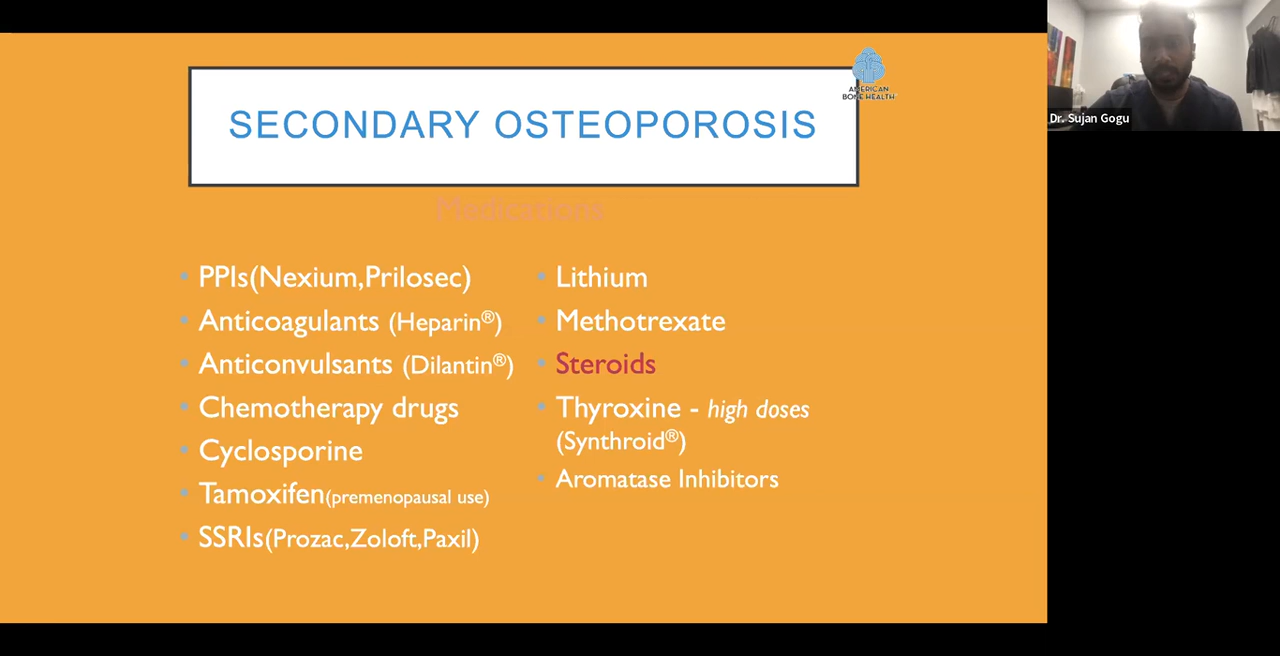 SECONDARY OSTEOPOROSIS
AMERICAN
BONE HEALTH
Medications
PPIs(Nexium,Prilosec)
Anticoagulants (Heparin®)
Anticonvulsants (Dilantin®)
Chemotherapy drugs
Cyclosporine
Tamoxifen(premenopausal use)
SSRIs(Prozac,Zoloft,Paxil)
Lithium
Methotrexate
Steroids
Thyroxine - high doses
(Synthroid®)
Aromatase Inhibitors
Dr. Sujan Gogu